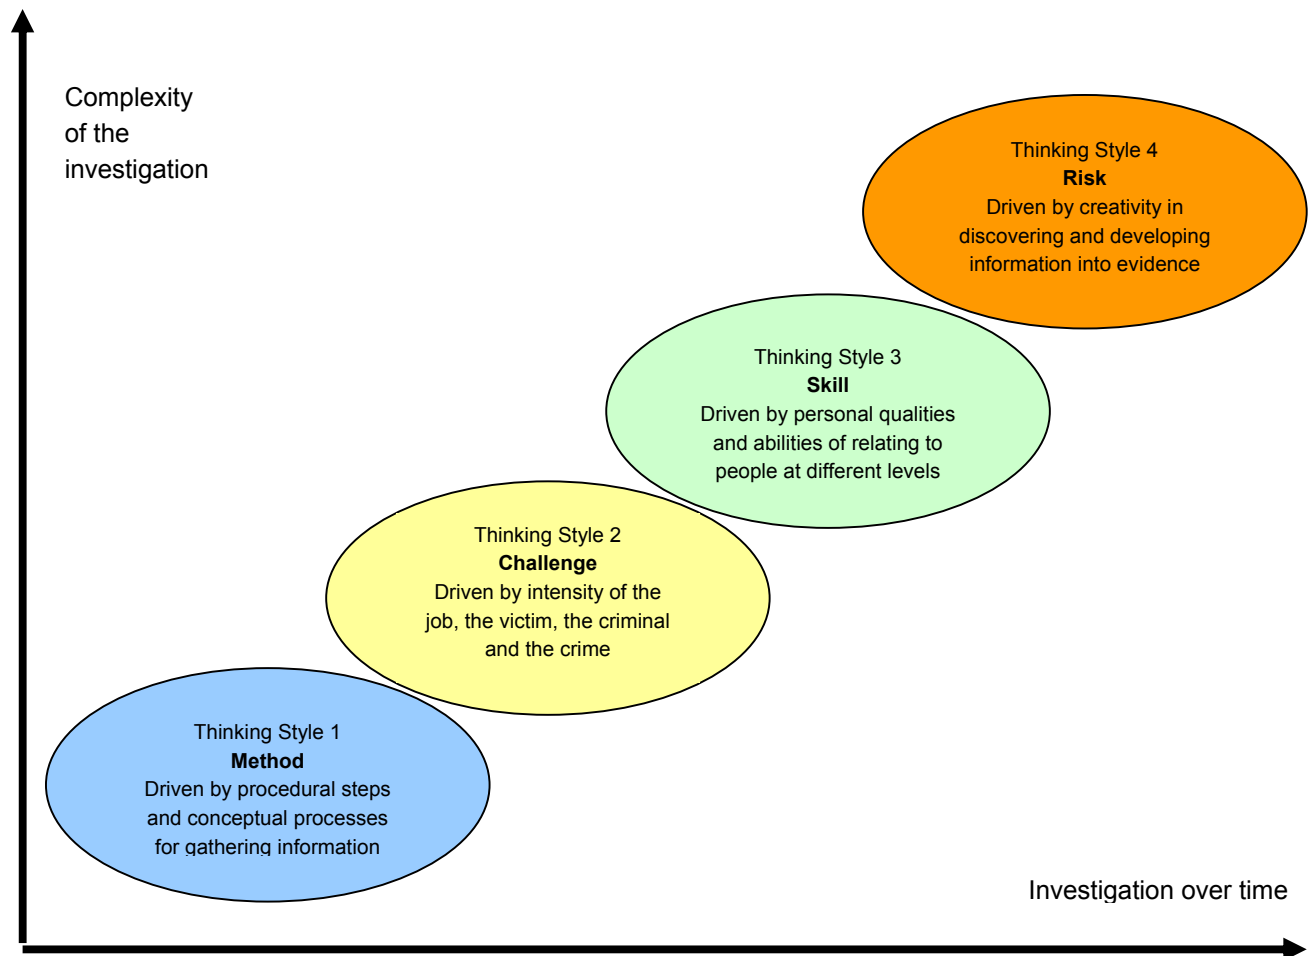 Complexity
of the
investigation
Thinking Style 4
Risk
Driven by creativity in
discovering and developing
information into evidence
Thinking Style 3
Skill
Driven by personal qualities
and abilities of relating to
people at different levels
Thinking Style 2
Challenge
Driven by intensity of the
job, the victim, the criminal
and the crime
Thinking Style 1
Method
Driven by procedural steps
and conceptual processes
for gathering information
Investigation over time